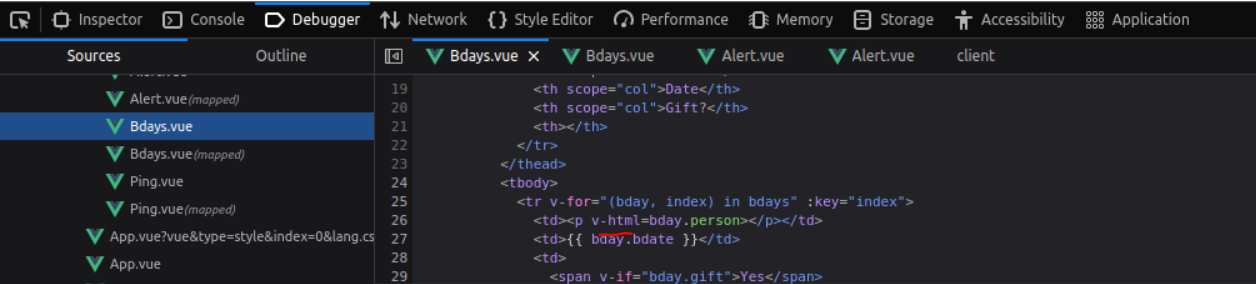 Inspector Console Debugger Network {} Style Editor Performance Memory Storage Accessibility Application
Sources Outline
Bdays.vue × Bdays.vue Alert.vue Alert.vue client
Alert.vue (mapped)
Bdays.vue
Bdays.vue (mapped)
Ping.vue
Ping.vue (mapped)
App.vue?vue&type=style&index=0&lang.cs
App.vue
19 <th scope="col">Date</th>
20 <th scope="col">Gift?</th>
21 <th></th>
22 </tr>
23 </thead>
24 <tbody>
25 <tr v-for="(bday, index) in bdays" :key="index">
26 <td><p v-html=bday.person></p></td>
27 <td>{{ bday.bdate }}</td>
28 <td>
29 <span v-if="bday.gift">Yes</span>